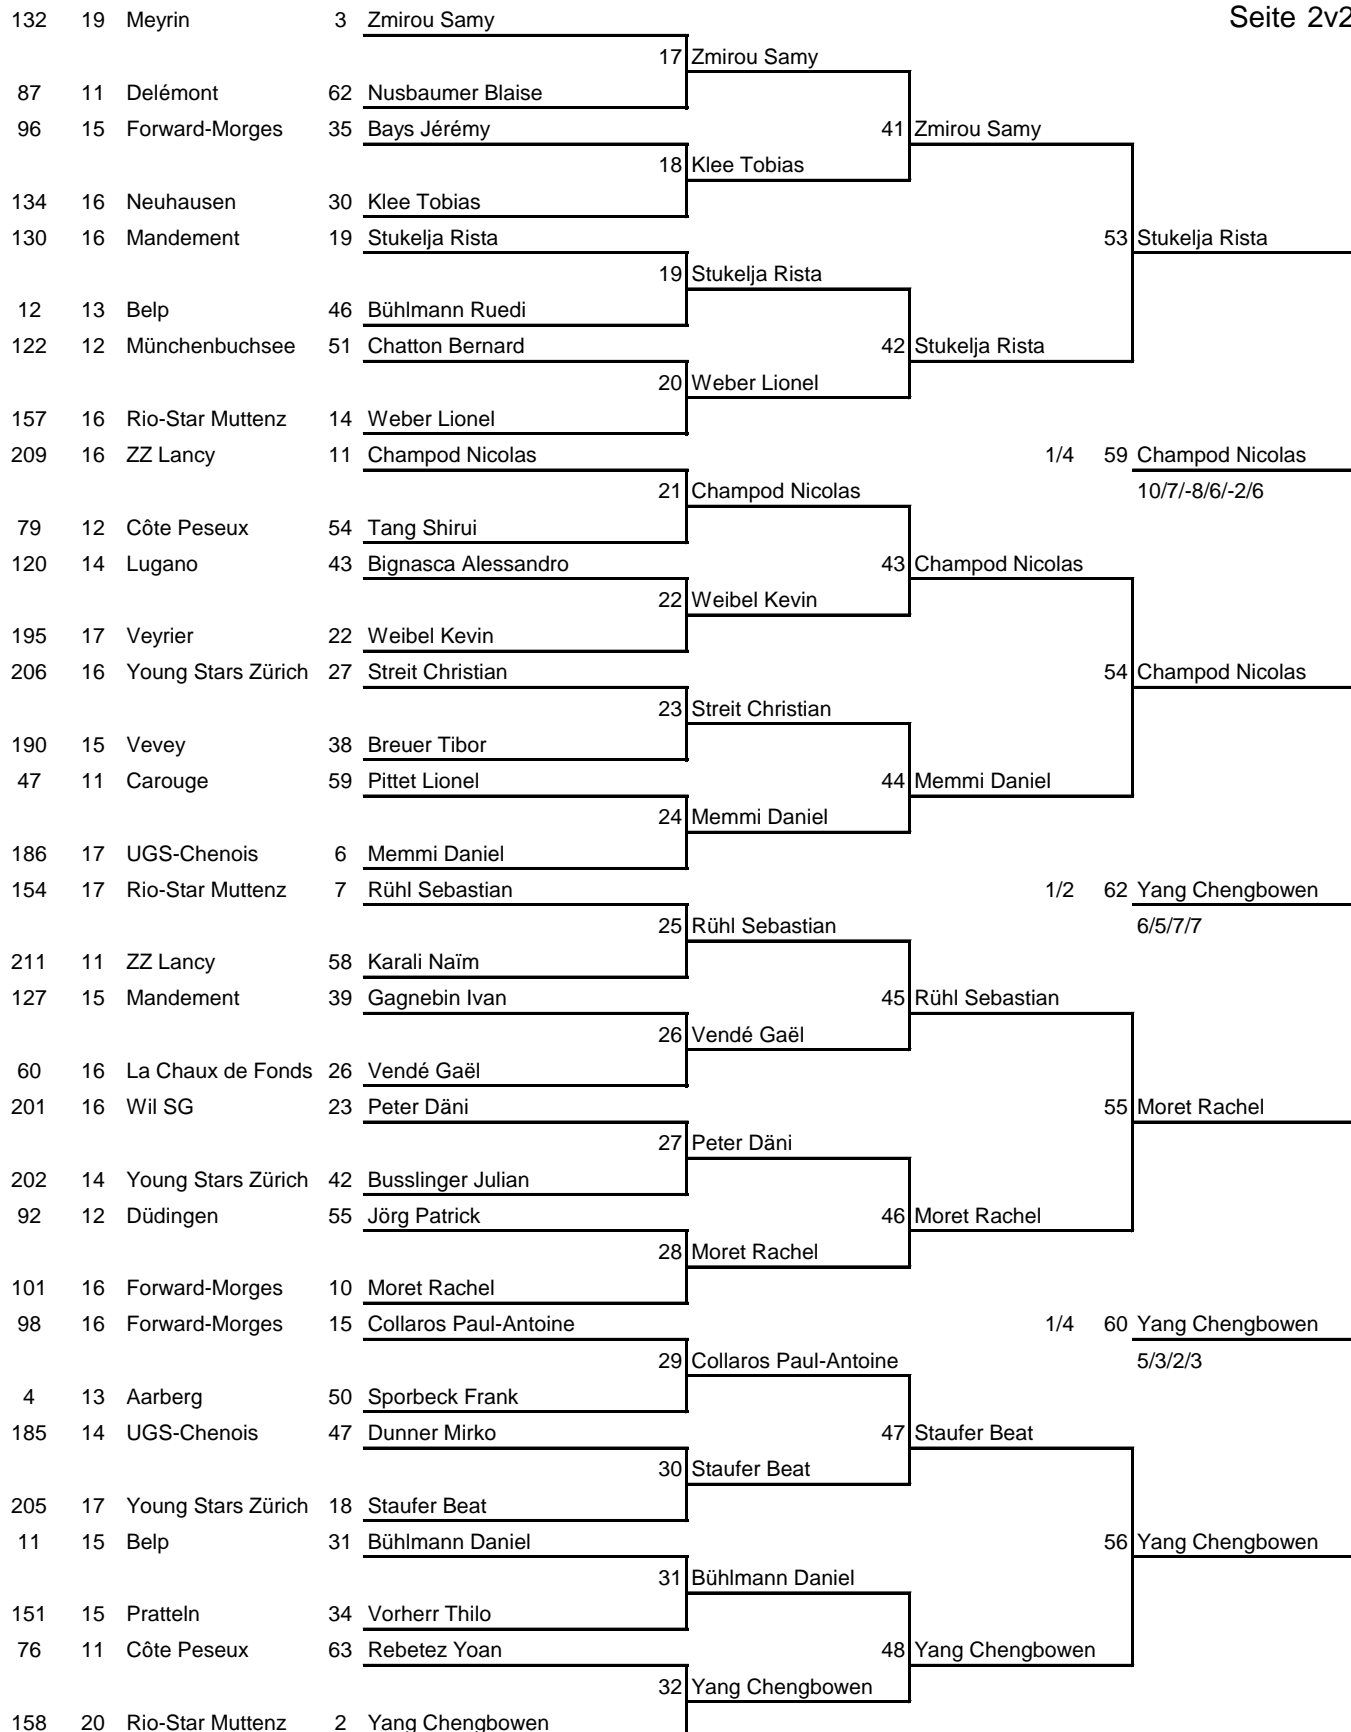 132 19 Meyrin 3 Zmirou Samy Seite 2v2
17 Zmirou Samy
87 11 Delémont 62 Nusbaumer Blaise
96 15 Forward-Morges 35 Bays Jérémy 41 Zmirou Samy
18 Klee Tobias
134 16 Neuhausen 30 Klee Tobias
130 16 Mandement 19 Stukelja Rista 53 Stukelja Rista
19 Stukelja Rista
12 13 Belp 46 Bühlmann Ruedi
122 12 Münchenbuchsee 51 Chatton Bernard 42 Stukelja Rista
20 Weber Lionel
157 16 Rio-Star Muttenz 14 Weber Lionel
209 16 ZZ Lancy 11 Champod Nicolas 1/4 59 Champod Nicolas
21 Champod Nicolas 10/7/-8/6/-2/6
79 12 Côte Peseux 54 Tang Shirui
120 14 Lugano 43 Bignasca Alessandro 43 Champod Nicolas
22 Weibel Kevin
195 17 Veyrier 22 Weibel Kevin
206 16 Young Stars Zürich 27 Streit Christian 54 Champod Nicolas
23 Streit Christian
190 15 Vevey 38 Breuer Tibor
47 11 Carouge 59 Pittet Lionel 44 Memmi Daniel
24 Memmi Daniel
186 17 UGS-Chenois 6 Memmi Daniel
154 17 Rio-Star Muttenz 7 Rühl Sebastian 1/2 62 Yang Chengbowen
25 Rühl Sebastian 6/5/7/7
211 11 ZZ Lancy 58 Karali Naïm
127 15 Mandement 39 Gagnebin Ivan 45 Rühl Sebastian
26 Vendé Gaël
60 16 La Chaux de Fonds 26 Vendé Gaël
201 16 Wil SG 23 Peter Däni 55 Moret Rachel
27 Peter Däni
202 14 Young Stars Zürich 42 Busslinger Julian
92 12 Düdingen 55 Jörg Patrick 46 Moret Rachel
28 Moret Rachel
101 16 Forward-Morges 10 Moret Rachel
98 16 Forward-Morges 15 Collaros Paul-Antoine 1/4 60 Yang Chengbowen
29 Collaros Paul-Antoine 5/3/2/3
4 13 Aarberg 50 Sporbeck Frank
185 14 UGS-Chenois 47 Dunner Mirko 47 Staufer Beat
30 Staufer Beat
205 17 Young Stars Zürich 18 Staufer Beat
11 15 Belp 31 Bühlmann Daniel 56 Yang Chengbowen
31 Bühlmann Daniel
151 15 Pratteln 34 Vorherr Thilo
76 11 Côte Peseux 63 Rebetez Yoan 48 Yang Chengbowen
32 Yang Chengbowen
158 20 Rio-Star Muttenz 2 Yang Chengbowen